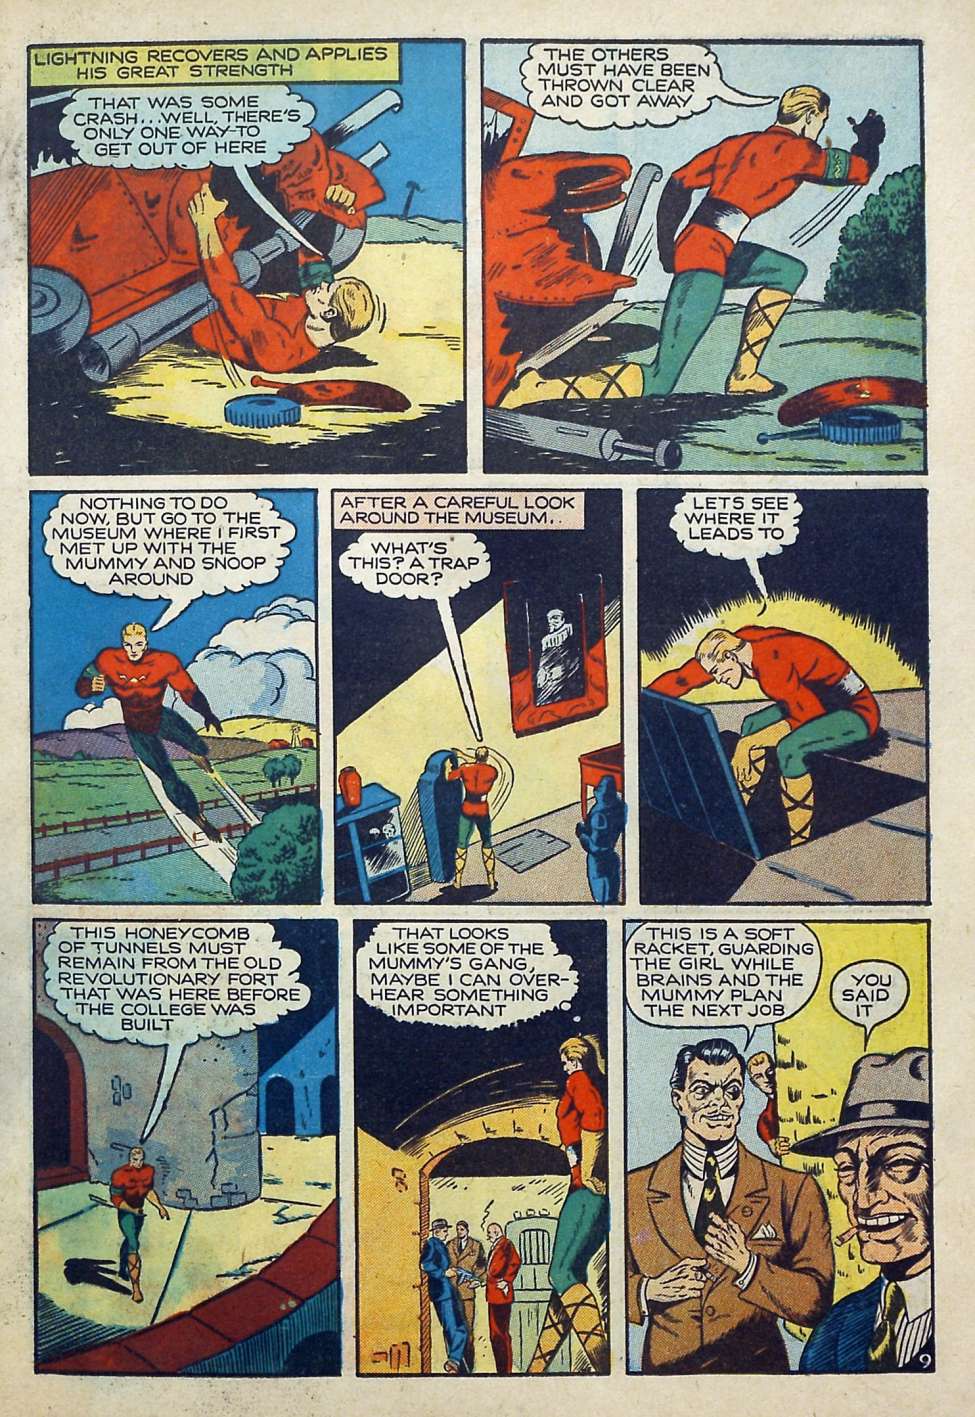 LIGHTNING RECOVERS AND APPLIES
HIS GREAT STRENGTH
THAT WAS SOME
CRASH...WELL, THERE'S
ONLY ONE WAY-TO
GET OUT OF HERE
THE OTHERS
MUST HAVE BEEN
THROWN CLEAR
AND GOT AWAY
NOTHING TO DO
NOW, BUT GO TO THE
MUSEUM WHERE I FIRST
MET UP WITH THE
MUMMY AND SNOOP
AROUND
AFTER A CAREFUL LOOK
AROUND THE MUSEUM..
WHAT'S
THIS? A TRAP
DOOR?
LETS SEE
WHERE IT
LEADS TO
THIS HONEYCOMB
OF TUNNELS MUST
REMAIN FROM THE OLD
REVOLUTIONARY FORT
THAT WAS HERE BEFORE
THE COLLEGE WAS
BUILT
THAT LOOKS
LIKE SOME OF THE
MUMMY'S GANG,
MAYBE I CAN OVER-
HEAR SOMETHING
IMPORTANT
THIS IS A SOFT
RACKET, GUARDING
THE GIRL WHILE
BRAINS AND THE
MUMMY PLAN
THE NEXT JOB
YOU
SAID
IT
9